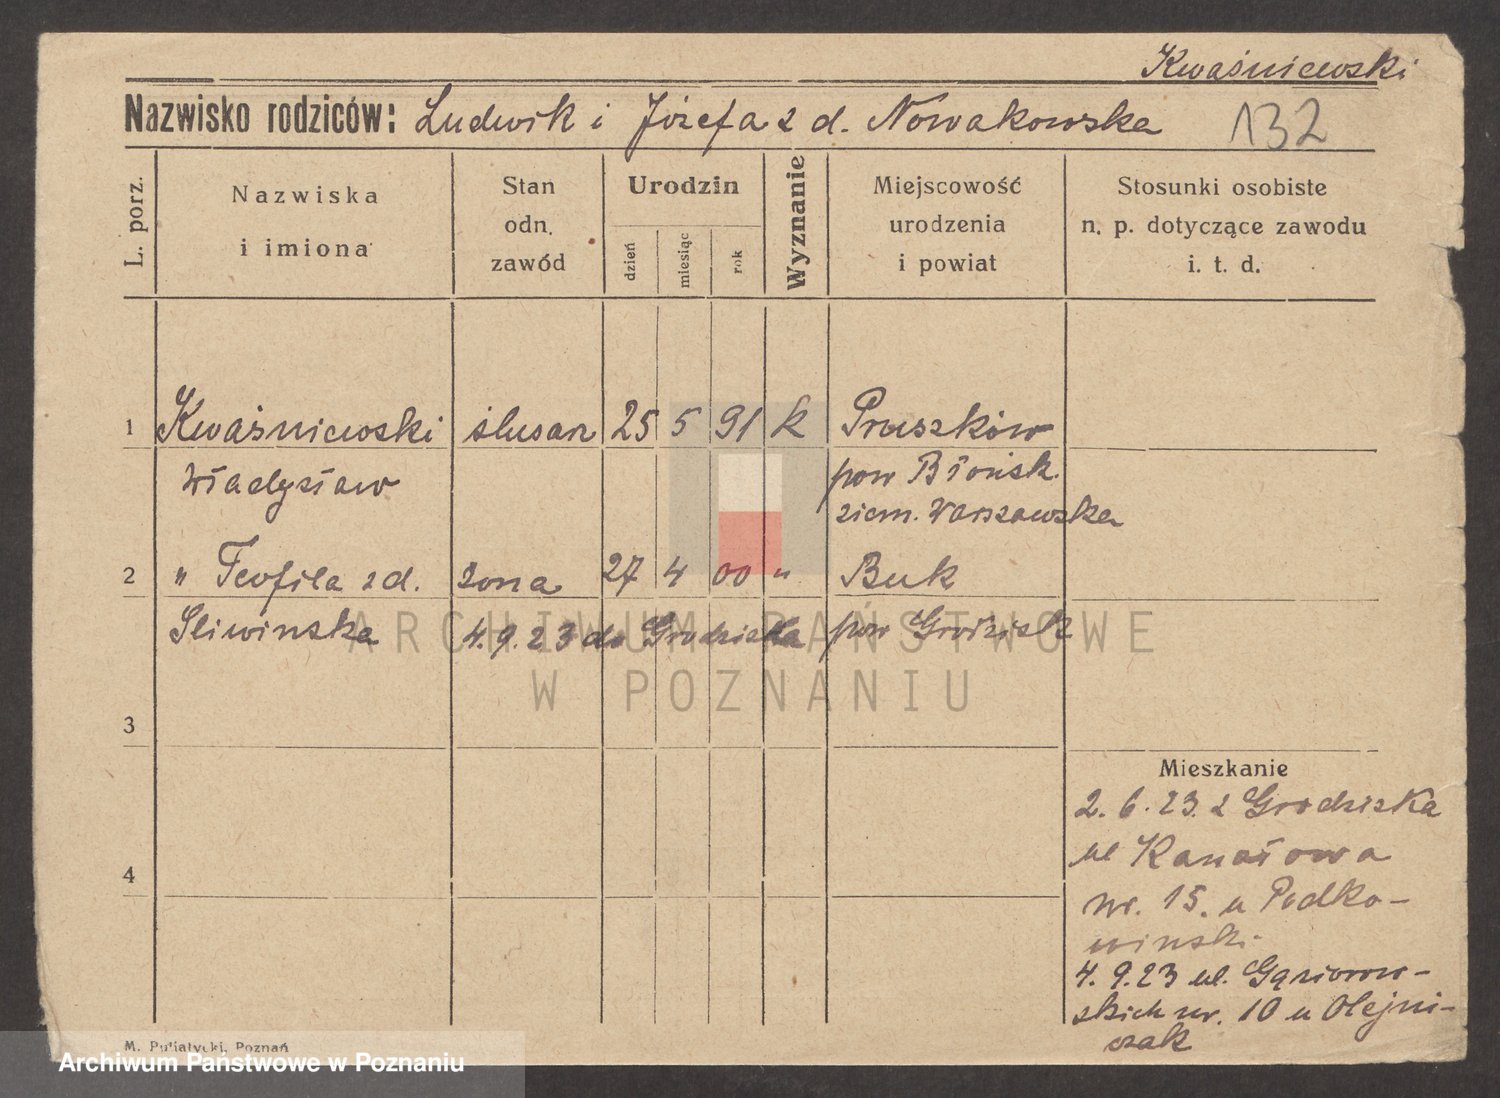 Kwaśniewski
Nazwisko rodziców: Ludwik i Józefa z d. Nowakowska 132
L. porz.
Nazwiska
i imiona
Stan
odn.
zawód
Urodzin
dzień
miesiąc
rok
Wyznanie
Miejscowość
urodzenia
i powiat
Stosunki osobiste
n. p. dotyczące zawodu
i. t. d.
1 Kwaśniewski ślusarz 25 5 91 k Pruszków
Władysław pow Błońsk.
ziem. Warszawska
2 " Teofila z d. żona 27 4 00 " Buk
Śliwinska 4.9.23 do Grodziska pow Grodzisk
ARCHIWUM PAŃSTWOWE
W POZNANIU
3
4
Mieszkanie
2.6.23. z Grodziska
ul Kanałowa
nr. 15. u Podko-
winski
4.9.23 ul. Gąsiorow-
skich nr. 10 u Olejni-
czak
M. Putiatycki, Poznań
Archiwum Państwowe w Poznaniu